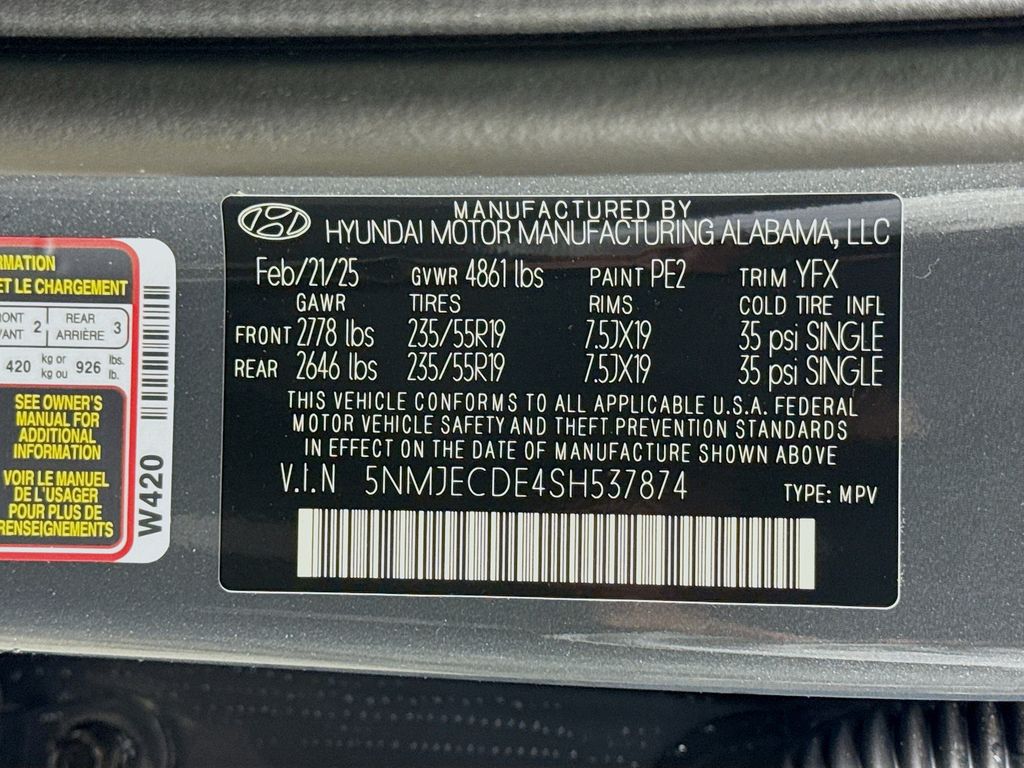 MANUFACTURED BY
HYUNDAI MOTOR MANUFACTURING ALABAMA, LLC
Feb/21/25 GVWR 4861 lbs PAINT PE2 TRIM YFX
GAWR TIRES RIMS COLD TIRE INFL
FRONT 2778 lbs 235/55R19 7.5JX19 35 psi SINGLE
REAR 2646 lbs 235/55R19 7.5JX19 35 psi SINGLE
THIS VEHICLE CONFORMS TO ALL APPLICABLE U.S.A. FEDERAL
MOTOR VEHICLE SAFETY AND THEFT PREVENTION STANDARDS
IN EFFECT ON THE DATE OF MANUFACTURE SHOWN ABOVE
V.I.N 5NMJECDE4SH537874 TYPE: MPV
ET LE CHARGEMENT
2 REAR 3
ARRIÈRE
420 kg or 926 lbs.
kg ou lb.
SEE OWNER'S
MANUAL FOR
ADDITIONAL
INFORMATION
VOIR LE MANUEL
DE L'USAGER
POUR PLUS DE
RENSEIGNEMENTS
W420